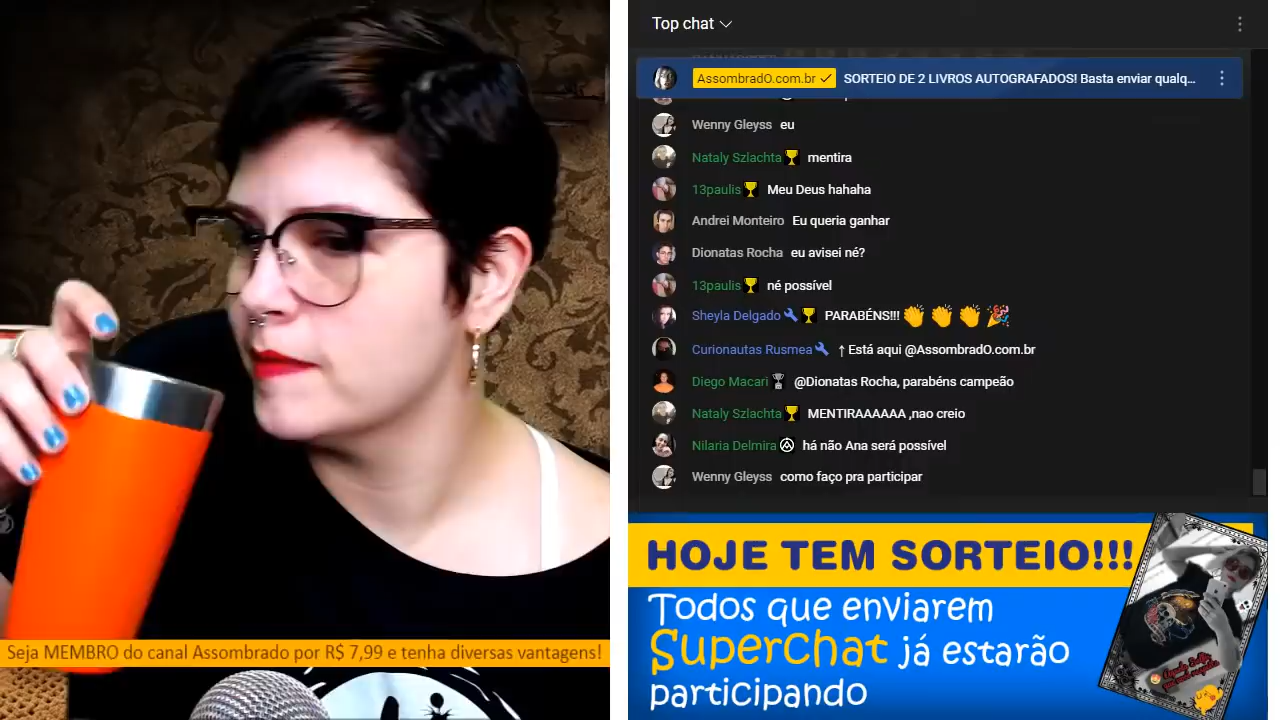 Top chat
AssombradO.com.br SORTEIO DE 2 LIVROS AUTOGRAFADOS! Basta enviar qualq...
Wenny Gleyss eu
Nataly Szlachta mentira
13paulis Meu Deus hahaha
Andrei Monteiro Eu queria ganhar
Dionatas Rocha eu avisei né?
13paulis né possível
Sheyla Delgado PARABÉNS!!! 👏👏👏🎉
Curionautas Rusmea ↑ Está aqui @AssombradO.com.br
Diego Macari @Dionatas Rocha, parabéns campeão
Nataly Szlachta MENTIRAAAAAA ,nao creio
Nilaria Delmira há não Ana será possível
Wenny Gleyss como faço pra participar
HOJE TEM SORTEIO!!!
Todos que enviarem
Superchat já estarão
participando
Seja MEMBRO do canal Assombrado por R$ 7,99 e tenha diversas vantagens!